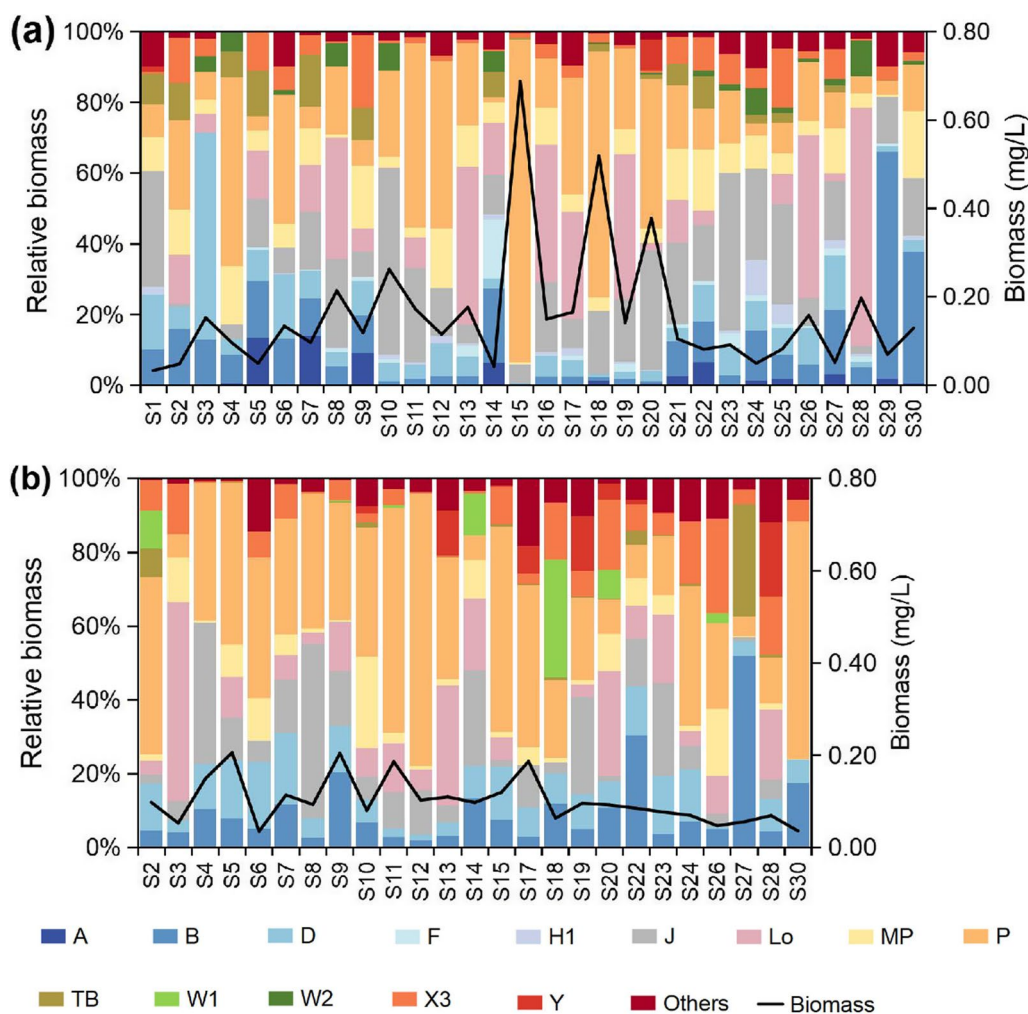 (a)
100%
80%
60%
40%
20%
0%
Relative biomass
0.80
0.60
0.40
0.20
0.00
Biomass (mg/L)
S1 S2 S3 S4 S5 S6 S7 S8 S9 S10 S11 S12 S13 S14 S15 S16 S17 S18 S19 S20 S21 S22 S23 S24 S25 S26 S27 S28 S29 S30
(b)
100%
80%
60%
40%
20%
0%
Relative biomass
0.80
0.60
0.40
0.20
0.00
Biomass (mg/L)
S2 S3 S4 S5 S6 S7 S8 S9 S10 S11 S12 S13 S14 S15 S17 S18 S19 S20 S22 S23 S24 S26 S27 S28 S30
A B D F H1 J Lo MP P
TB W1 W2 X3 Y Others Biomass